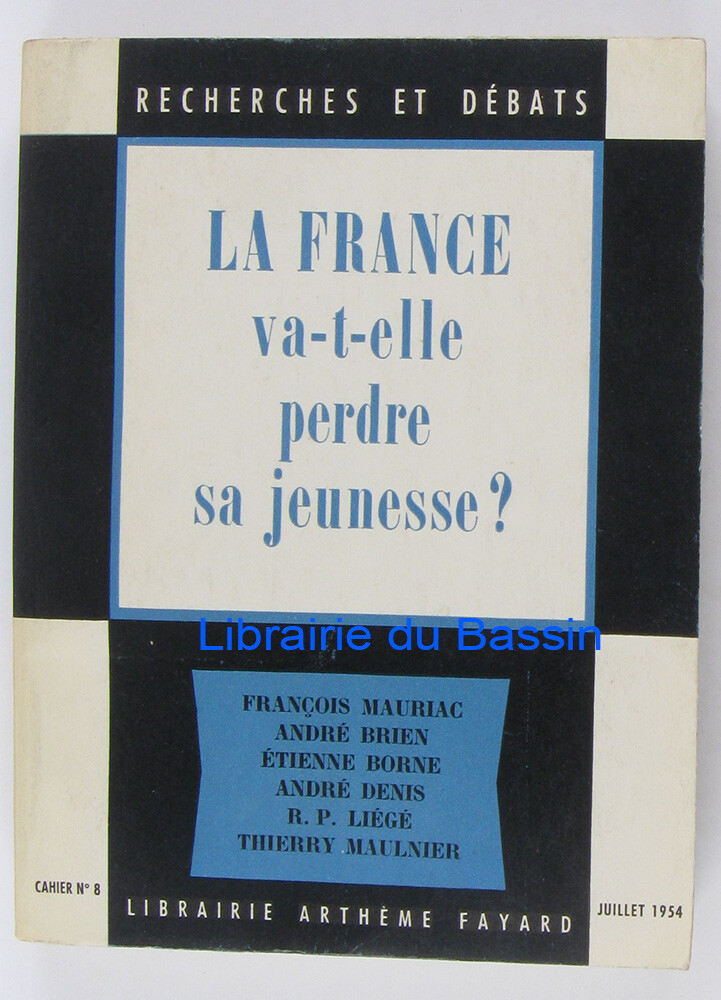 RECHERCHES ET DÉBATS
LA FRANCE
va-t-elle
perdre
sa jeunesse ?
Librairie du Bassin
FRANÇOIS MAURIAC
ANDRÉ BRIEN
ÉTIENNE BORNE
ANDRÉ DENIS
R. P. LIÉGÉ
THIERRY MAULNIER
CAHIER N° 8
LIBRAIRIE ARTHÈME FAYARD
JUILLET 1954